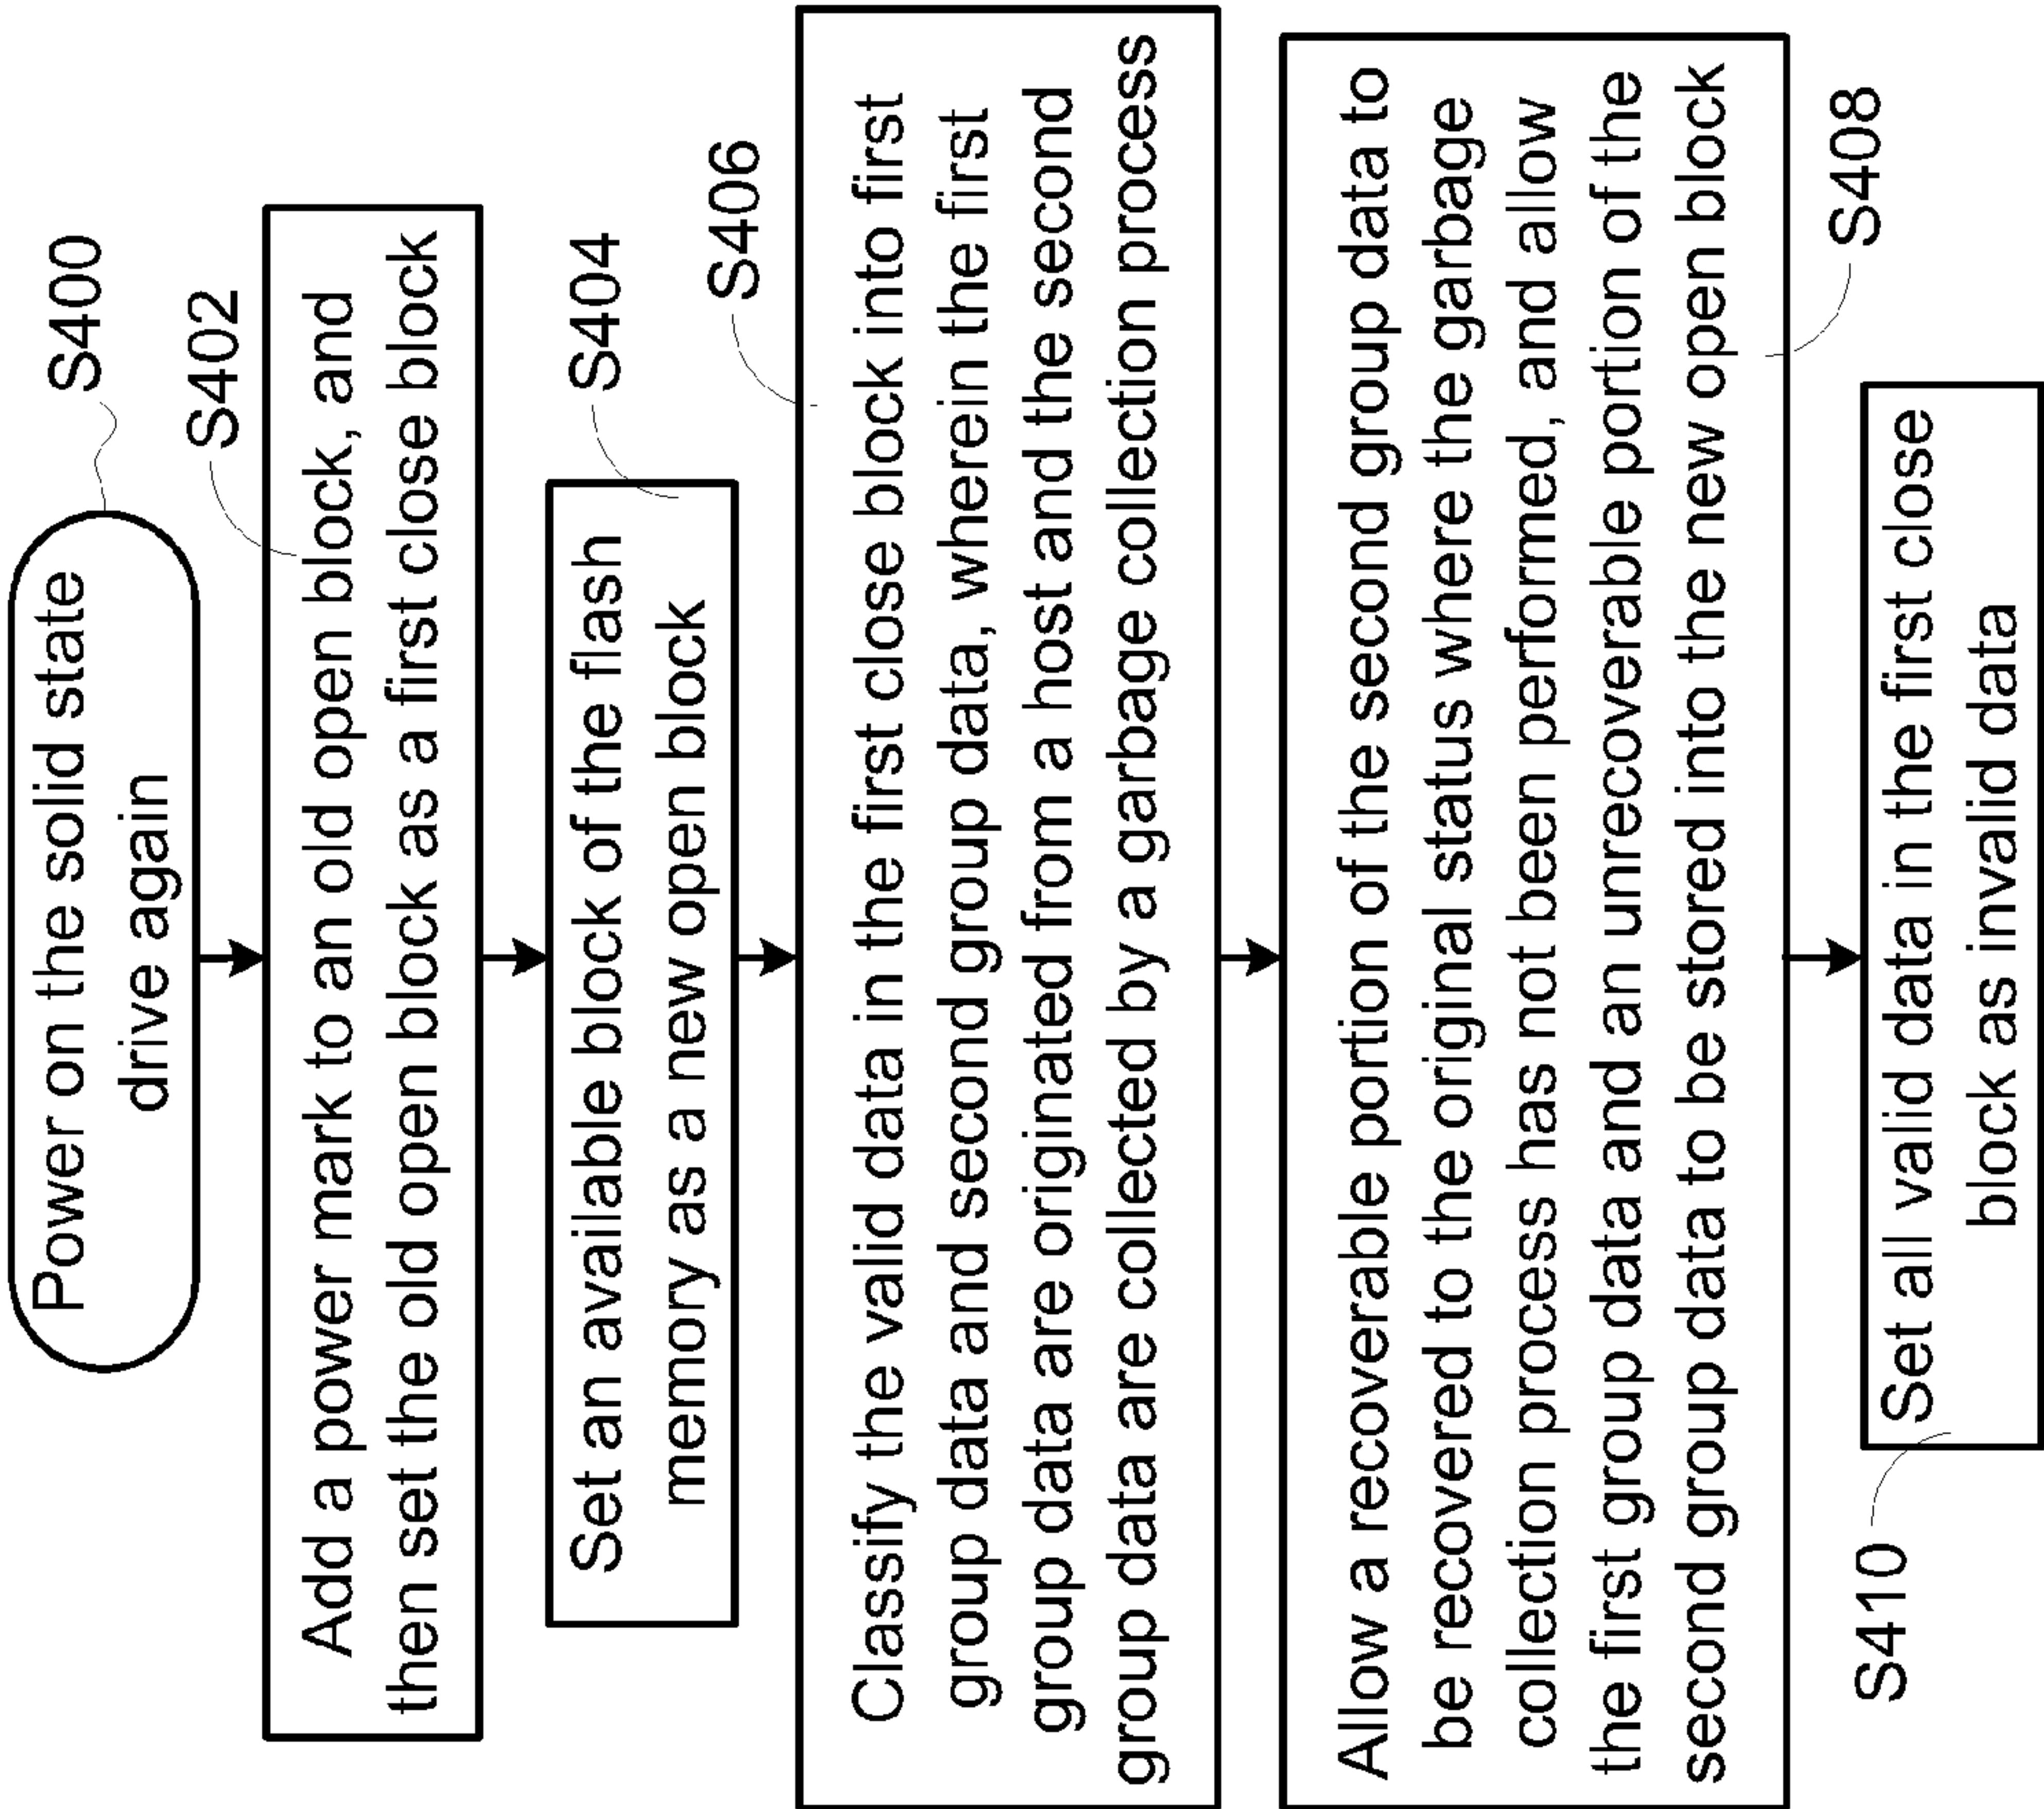 Power on the solid state
drive again
S400
S402
Add a power mark to an old open block, and
then set the old open block as a first close block
S404
Set an available block of the flash
memory as a new open block
S406
Classify the valid data in the first close block into first
group data and second group data, wherein the first
group data are originated from a host and the second
group data are collected by a garbage collection process
Allow a recoverable portion of the second group data to
be recovered to the original status where the garbage
collection process has not been performed, and allow
the first group data and an unrecoverable portion of the
second group data to be stored into the new open block
S408
S410
Set all valid data in the first close
block as invalid data